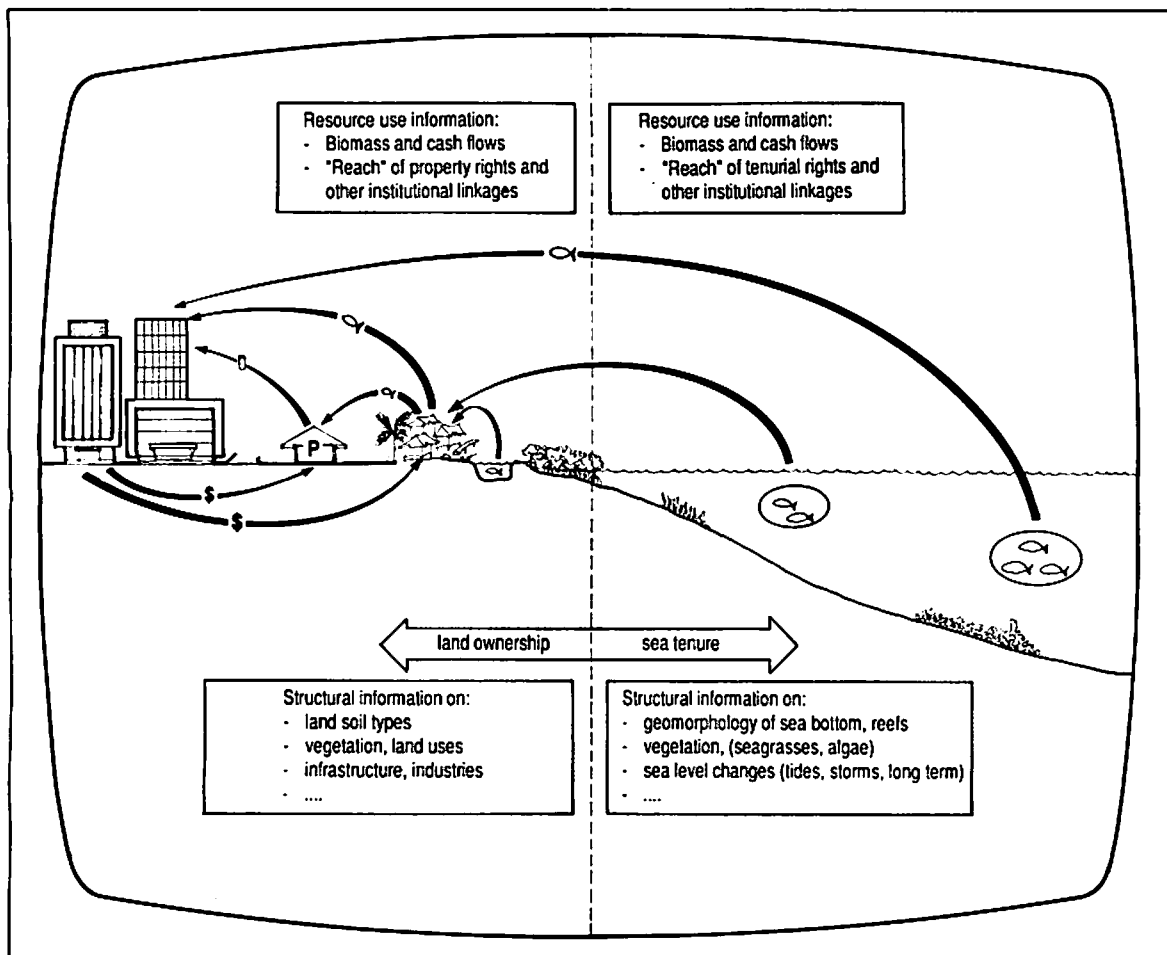 Resource use information:
- Biomass and cash flows
- "Reach" of property rights and
other institutional linkages
Resource use information:
- Biomass and cash flows
- "Reach" of tenurial rights and
other institutional linkages
P
$
$
land ownership
sea tenure
Structural information on:
- land soil types
- vegetation, land uses
- infrastructure, industries
- ....
Structural information on:
- geomorphology of sea bottom, reefs
- vegetation, (seagrasses, algae)
- sea level changes (tides, storms, long term)
- ....